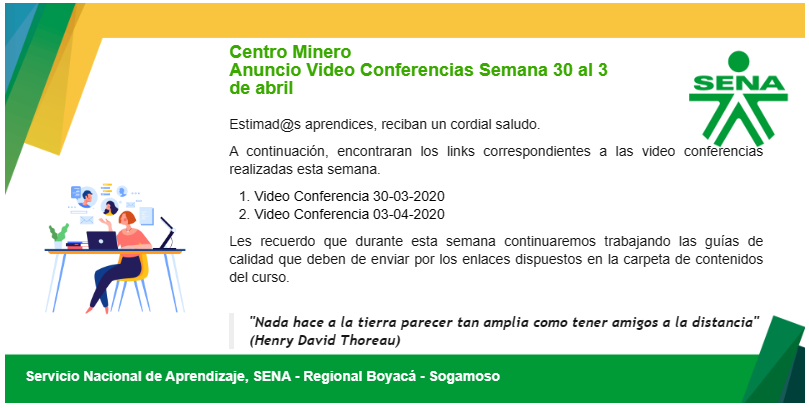 Centro Minero
Anuncio Video Conferencias Semana 30 al 3
de abril
SENA
Estimad@s aprendices, reciban un cordial saludo.
A continuación, encontraran los links correspondientes a las video conferencias
realizadas esta semana.
1. Video Conferencia 30-03-2020
2. Video Conferencia 03-04-2020
Les recuerdo que durante esta semana continuaremos trabajando las guías de
calidad que deben de enviar por los enlaces dispuestos en la carpeta de contenidos
del curso.
"Nada hace a la tierra parecer tan amplia como tener amigos a la distancia"
(Henry David Thoreau)
Servicio Nacional de Aprendizaje, SENA - Regional Boyacá - Sogamoso